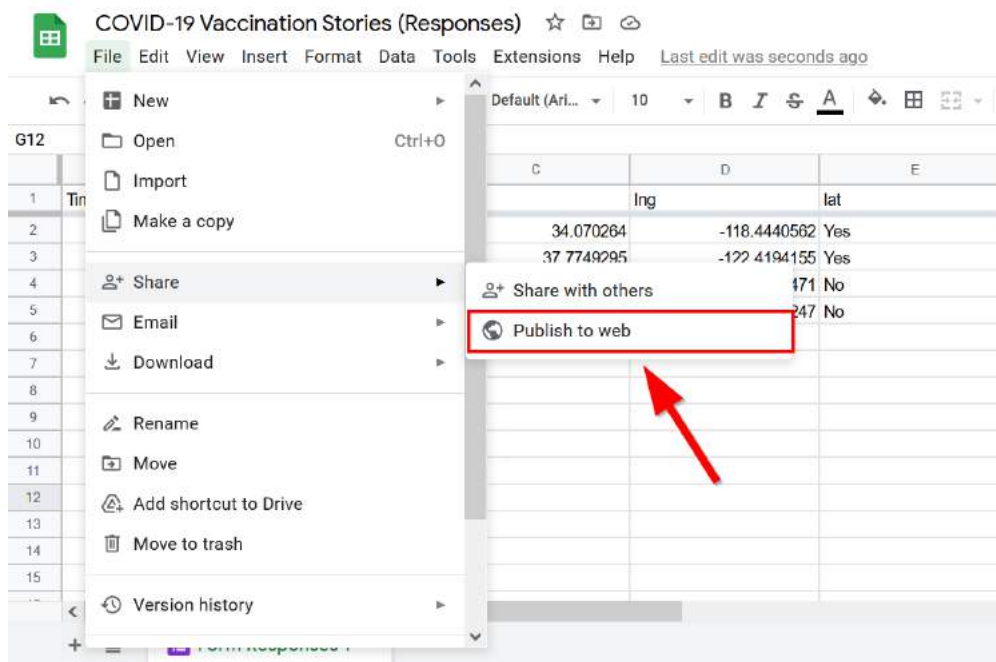 COVID-19 Vaccination Stories (Responses)
File Edit View Insert Format Data Tools Extensions Help Last edit was seconds ago
New
Default (Ari... 10 B I S A
G12
Open Ctrl+O
C D E
Import
1 Tim lng lat
Make a copy
2 34.070264 -118.4440562 Yes
3 37.7749295 -122.4194155 Yes
4 Share 471 No
Share with others
5 Email 247 No
Publish to web
6
7 Download
8
9 Rename
10
11 Move
12 Add shortcut to Drive
13
14 Move to trash
15
Version history
Form Responses 1